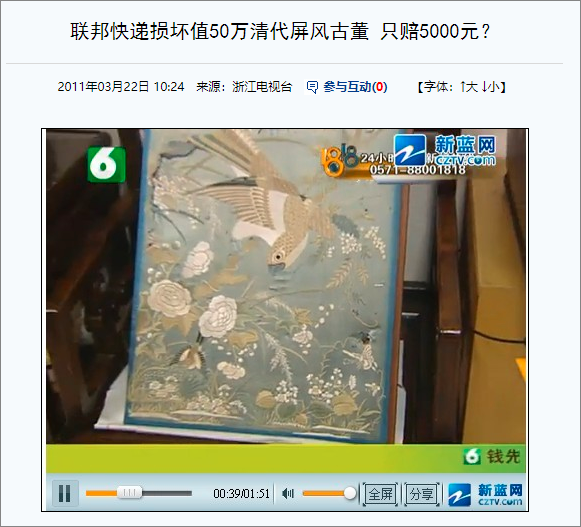 联邦快递损坏值50万清代屏风古董 只赔5000元?
2011年03月22日 10:24 来源:浙江电视台 参与互动(0) 【字体:↑大 ↓小】
6
1818
24小时
新蓝网
CZTV.com
0571-88001818
6 钱先
00:39/01:51 全屏 分享 新蓝网
CZTV.com